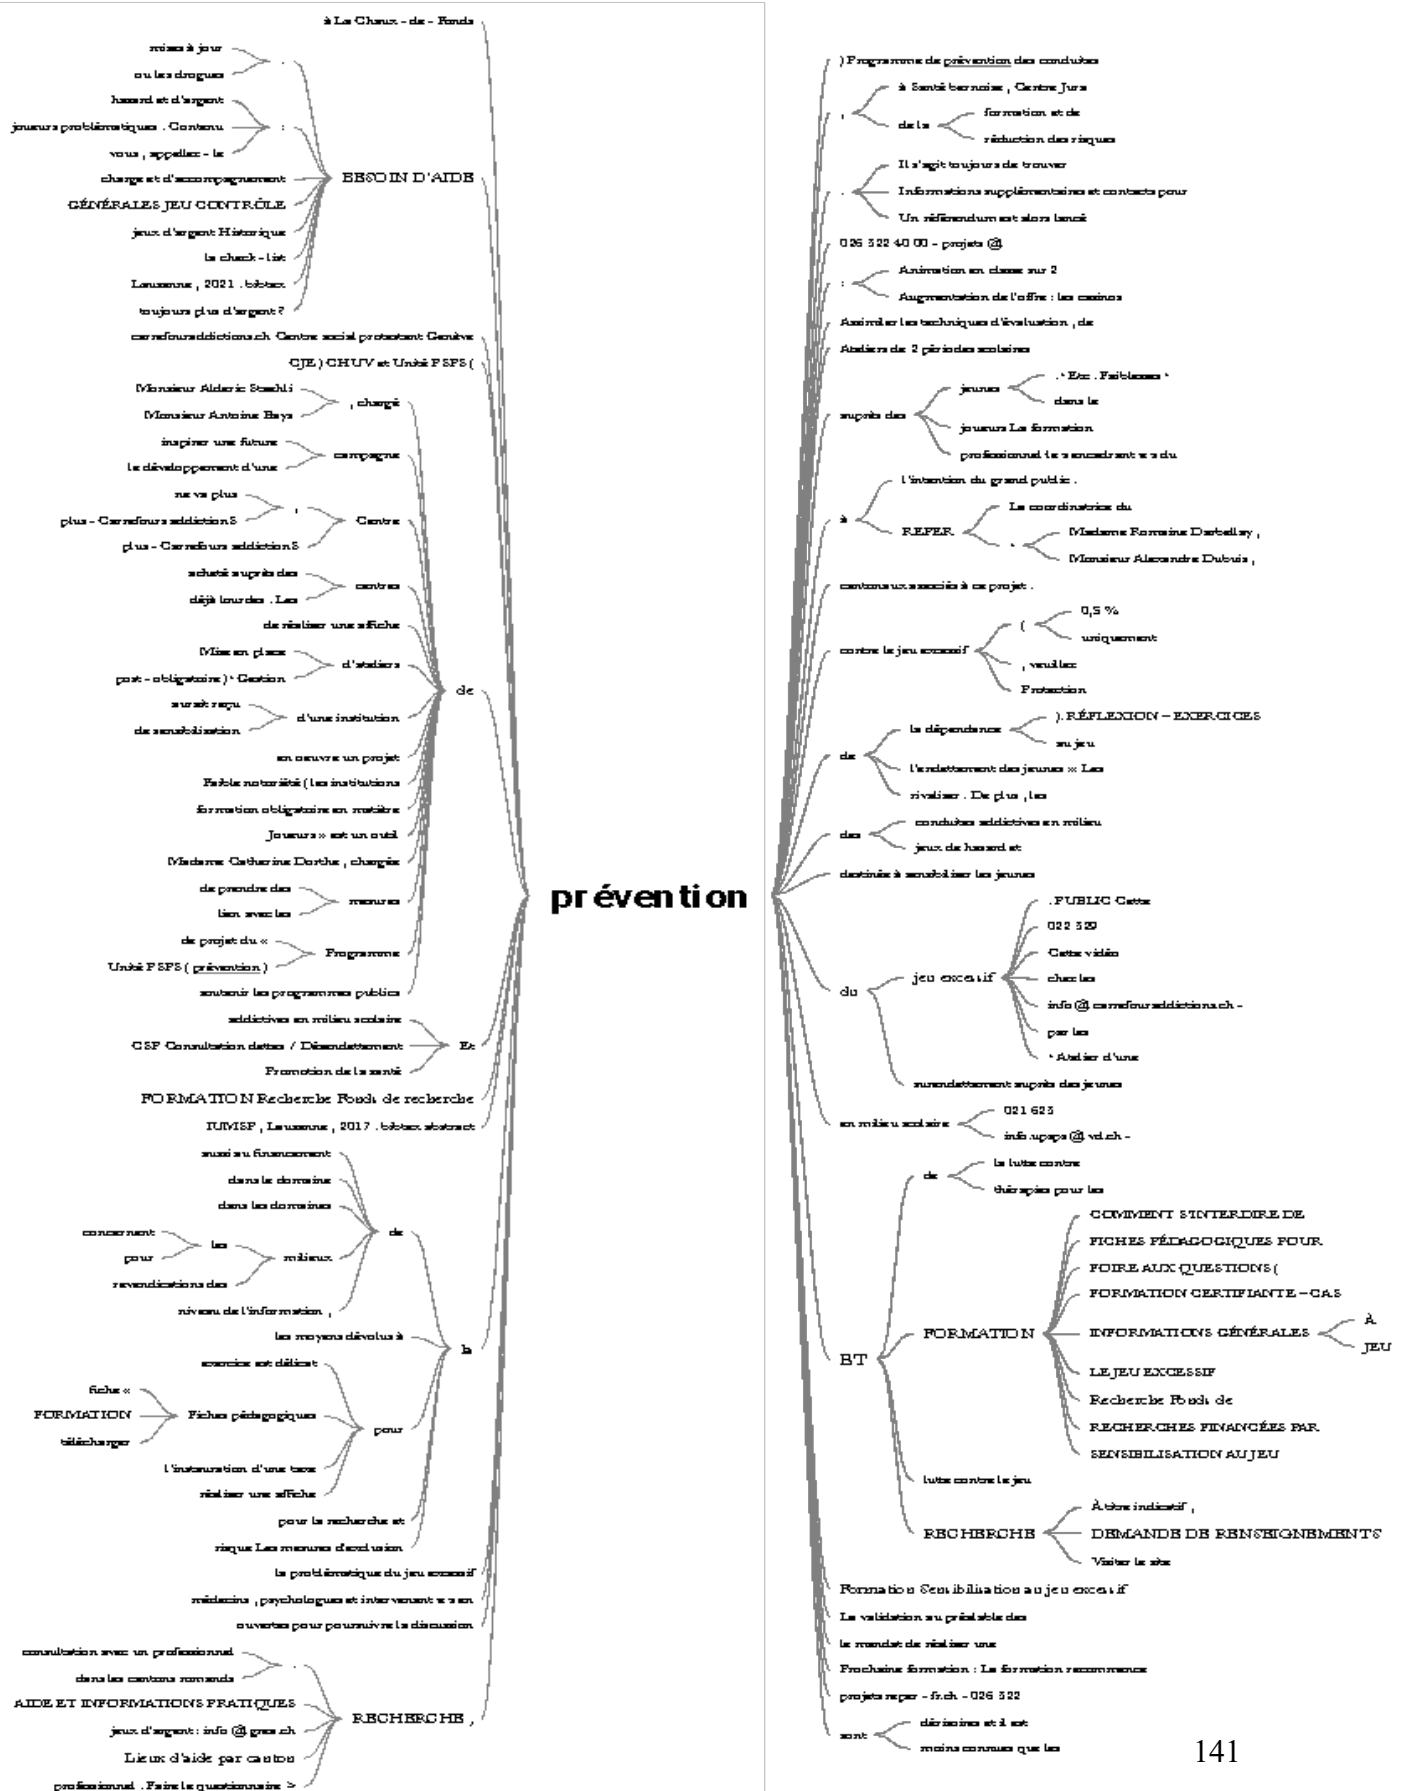 à La Chaux - de - Fonds
mises à jour
ou les drogues
.
hasard et d'argent
joueurs problématiques . Contenu
vous , appellez - le
:
charge et d'accompagnement
GÉNÉRALES JEU CONTRÔLE
jeux d'argent Historique
la check - list
Lausanne , 2021 . bibtex
toujours plus d'argent ?
BESOIN D'AIDE
carrefouraddictions.ch Centre social protestant Genève
CJE ) CHUV et Unité PSPS (
Monsieur Alderic Staehli
Monsieur Antoine Bays
, chargé
inspirer une future
le développement d'une
campagne
ne va plus
plus - Carrefours addictionS
,
plus - Carrefours addictionS
Centre
acheté auprès des
déjà lourdes . Les
centres
de réaliser une affiche
Mise en place
post - obligatoire ) * Gestion
d'ateliers
aurait reçu
de sensibilisation
d'une institution
en oeuvre un projet
Faible notoriété ( les institutions
formation obligatoire en matière
Joueurs » est un outil
Madame Catherine Dorthe , chargée
de prendre des
lien avec les
mesures
de projet du «
Unité PSPS ( prévention )
Programme
soutenir les programmes publics
de
addictives en milieu scolaire
CSP Consultation dettes / Désendettement
Promotion de la santé
Et
FORMATION Recherche Fonds de recherche
IUMSP , Lausanne , 2017 . bibtex abstract
aussi au financement
dans le domaine
dans les domaines
concernent
pour
les
revendications des
milieux
niveau de l'information ,
de
les moyens dévolus à
exercice est délicat
fiche «
FORMATION
télécharger
Fiches pédagogiques
l'instauration d'une taxe
réaliser une affiche
pour
pour la recherche et
risque Les mesures d'exclusion
la
la problématique du jeu excessif
médecins , psychologues et intervenant x s en
ouvertes pour poursuivre la discussion
consultation avec un professionnel
dans les cantons romands
.
AIDE ET INFORMATIONS PRATIQUES
jeux d'argent : info @ grea.ch
Lieux d'aide par canton
professionnel . Faire le questionnaire >
RECHERCHE ,
prévention
) Programme de prévention des conduites
,
à Santé bernoise , Centre Jura
de la
formation et de
réduction des risques
.
Il s'agit toujours de trouver
Informations supplémentaires et contacts pour
Un référendum est alors lancé
026 322 40 00 - projets @
:
Animation en classe sur 2
Augmentation de l'offre : les casinos
Assimiler les techniques d'évaluation , de
Ateliers de 2 périodes scolaires
auprès des
jeunes
. * Etc . Faiblesses *
dans le
joueurs La formation
professionnel le s encadrant e s du
à
l'intention du grand public .
REPER
La coordinatrice du
*
Madame Romaine Darbellay ,
Monsieur Alexandre Dubuis ,
cantonaux associés à ce projet .
contre le jeu excessif
(
0,5 %
uniquement
, veuillez
Protection
de
la dépendance
). RÉFLEXION – EXERCICES
au jeu
l'endettement des jeunes « Les
rivaliser . De plus , les
des
conduites addictives en milieu
jeux de hasard et
destinés à sensibiliser les jeunes
du
jeu excessif
. PUBLIC Cette
022 329
Cette vidéo
chez les
info @ carrefouraddictions.ch -
par les
* Atelier d'une
surendettement auprès des jeunes
en milieu scolaire
021 623
info.upsps @ vd.ch -
ET
de
la lutte contre
thérapies pour les
FORMATION
COMMENT S'INTERDIRE DE
FICHES PÉDAGOGIQUES POUR
FOIRE AUX QUESTIONS (
FORMATION CERTIFIANTE – CAS
INFORMATIONS GÉNÉRALES
À
JEU
LE JEU EXCESSIF
Recherche Fonds de
RECHERCHES FINANCÉES PAR
SENSIBILISATION AU JEU
lutte contre le jeu
RECHERCHE
À titre indicatif ,
DEMANDE DE RENSEIGNEMENTS
Visiter le site
Formation Sensibilisation au jeu excessif
La validation au préalable des
le mandat de réaliser une
Prochaine formation : La formation recommence
projets reper - fr.ch - 026 322
sont
dérisoires et il est
moins connues que les
141